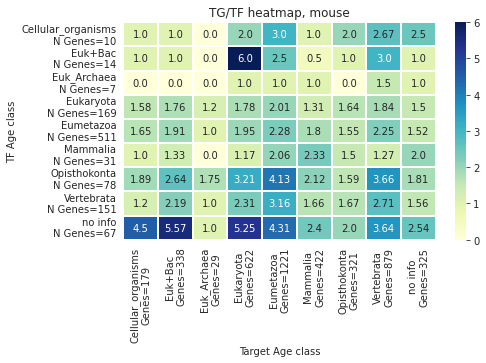 TG/TF heatmap, mouse
TF Age class
Cellular_organisms
N Genes=10
1.0 1.0 0.0 2.0 3.0 1.0 2.0 2.67 2.5
Euk+Bac
N Genes=14
1.0 1.0 0.0 6.0 2.5 0.5 1.0 3.0 1.0
Euk_Archaea
N Genes=7
0.0 0.0 0.0 1.0 1.0 1.0 0.0 1.5 1.0
Eukaryota
N Genes=169
1.58 1.76 1.2 1.78 2.01 1.31 1.64 1.84 1.5
Eumetazoa
N Genes=511
1.65 1.91 1.0 1.95 2.28 1.8 1.55 2.25 1.52
Mammalia
N Genes=31
1.0 1.33 0.0 1.17 2.06 2.33 1.5 1.27 2.0
Opisthokonta
N Genes=78
1.89 2.64 1.75 3.21 4.13 2.12 1.59 3.66 1.81
Vertebrata
N Genes=151
1.2 2.19 1.0 2.31 3.16 1.66 1.67 2.71 1.56
no info
N Genes=67
4.5 5.57 1.0 5.25 4.31 2.4 2.0 3.64 2.54
Cellular_organisms
Genes=179
Euk+Bac
Genes=338
Euk_Archaea
Genes=29
Eukaryota
Genes=622
Eumetazoa
Genes=1221
Mammalia
Genes=422
Opisthokonta
Genes=321
Vertebrata
Genes=879
no info
Genes=325
Target Age class
6
5
4
3
2
1
0